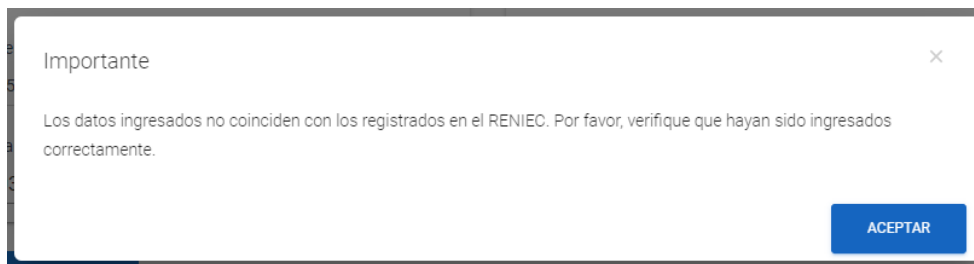 Importante
Los datos ingresados no coinciden con los registrados en el RENIEC. Por favor, verifique que hayan sido ingresados
correctamente.
ACEPTAR